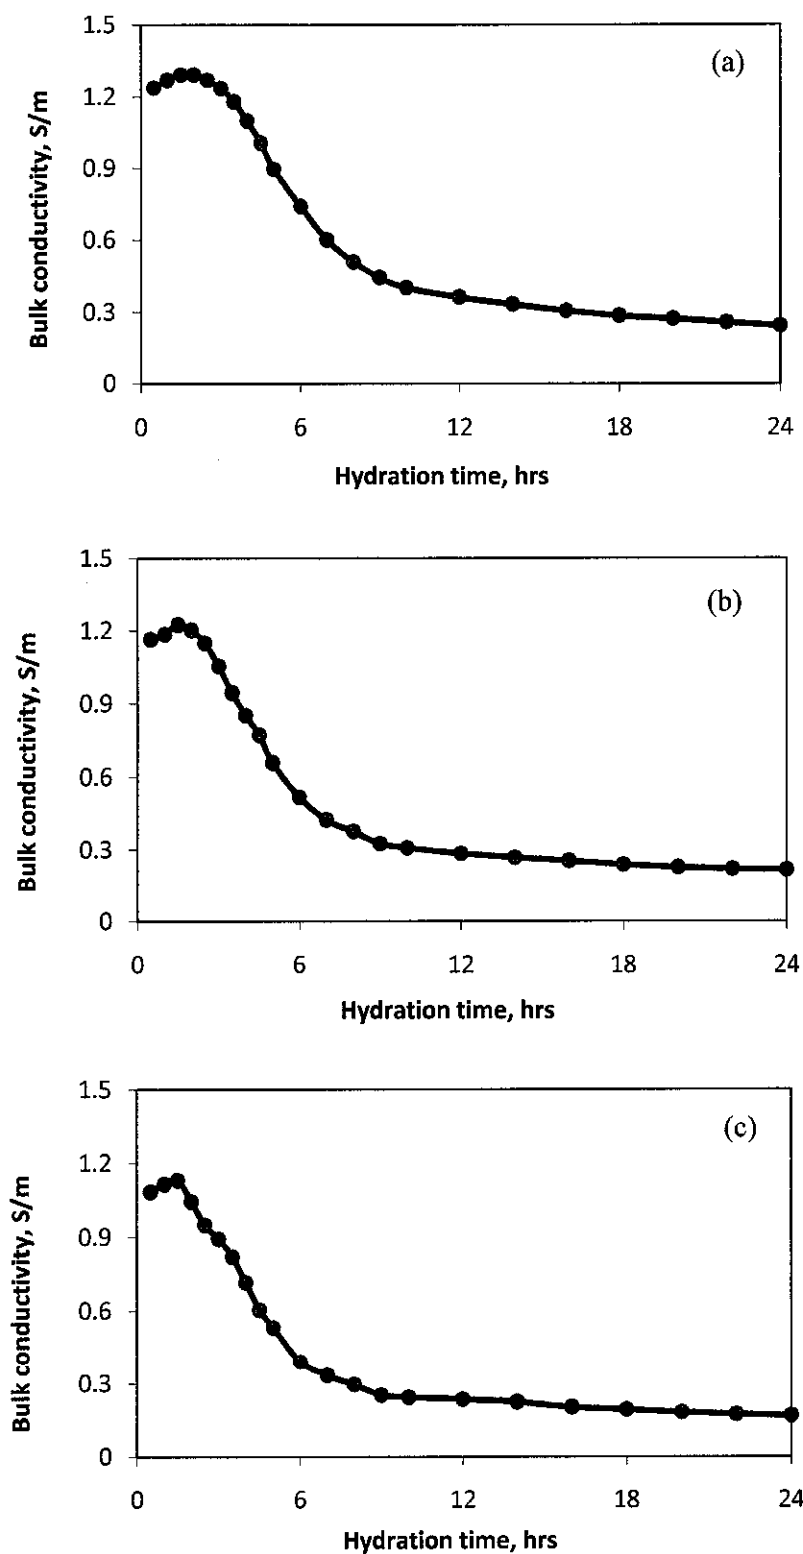 1.5
(a)
1.2
0.9
0.6
0.3
0
Bulk conductivity, S/m
0 6 12 18 24
Hydration time, hrs
1.5
(b)
1.2
0.9
0.6
0.3
0
Bulk conductivity, S/m
0 6 12 18 24
Hydration time, hrs
1.5
(c)
1.2
0.9
0.6
0.3
0
Bulk conductivity, S/m
0 6 12 18 24
Hydration time, hrs